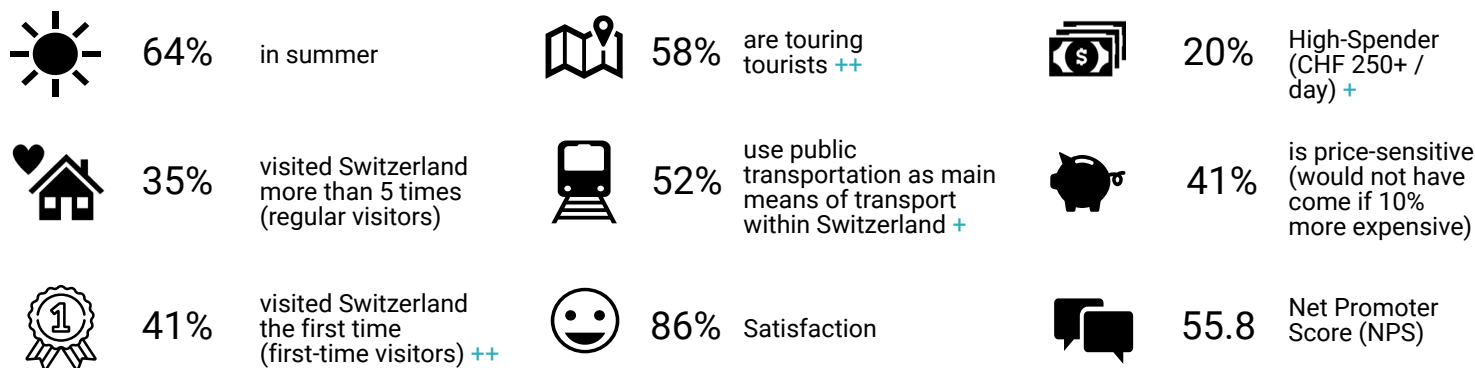 64%
in summer
58%
are touring
tourists ++
$
20%
High-Spender
(CHF 250+ /
day) +
35%
visited Switzerland
more than 5 times
(regular visitors)
52%
use public
transportation as main
means of transport
within Switzerland +
41%
is price-sensitive
(would not have
come if 10%
more expensive)
1
41%
visited Switzerland
the first time
(first-time visitors) ++
86%
Satisfaction
55.8
Net Promoter
Score (NPS)